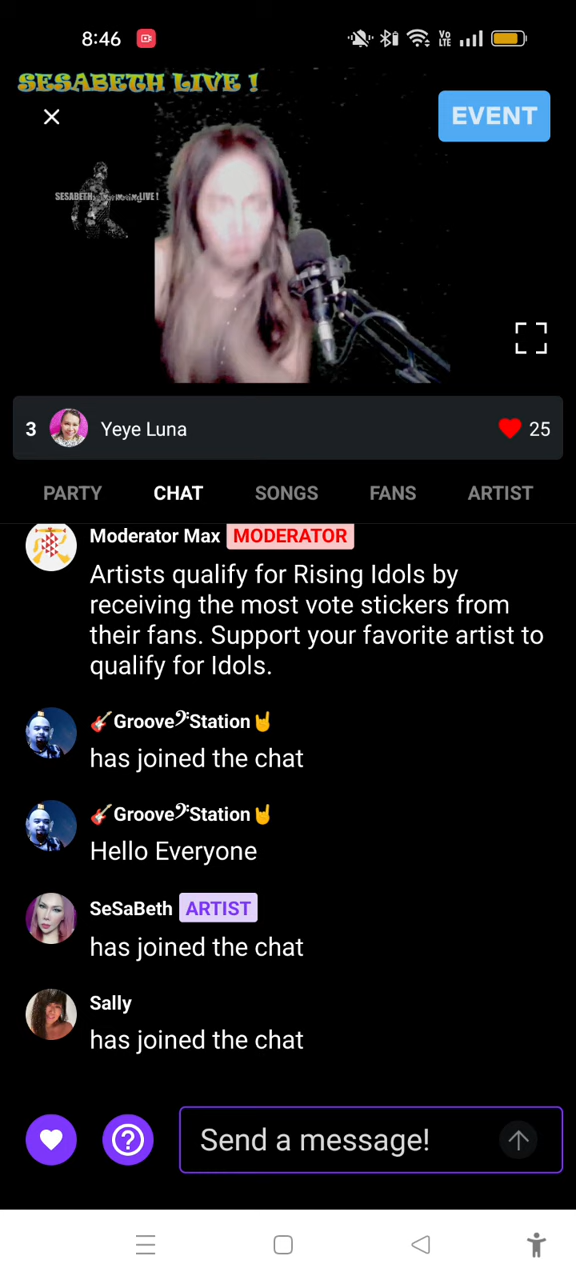 8:46
VO
LTE
SESABETH LIVE !
EVENT
3 Yeye Luna 25
PARTY CHAT SONGS FANS ARTIST
Moderator Max MODERATOR
Artists qualify for Rising Idols by
receiving the most vote stickers from
their fans. Support your favorite artist to
qualify for Idols.
🎸Groove𝄢Station🤘
has joined the chat
🎸Groove𝄢Station🤘
Hello Everyone
SeSaBeth ARTIST
has joined the chat
Sally
has joined the chat
Send a message!